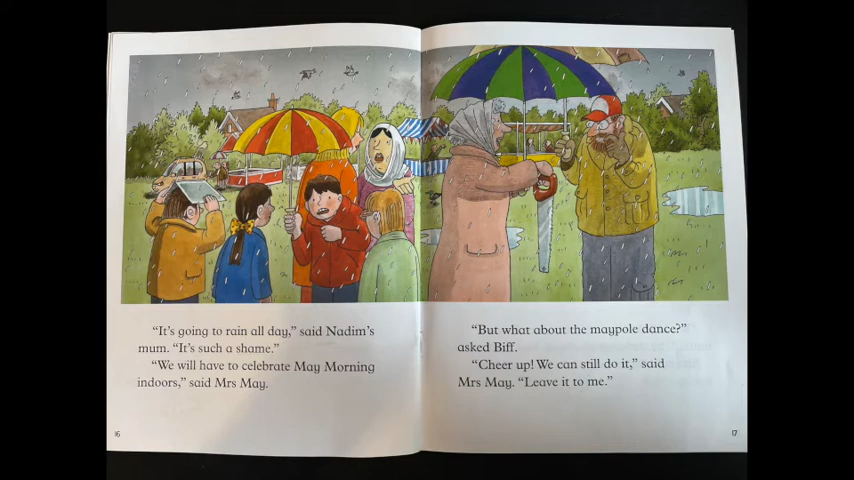 "It's going to rain all day," said Nadim's
mum. "It's such a shame."
"We will have to celebrate May Morning
indoors," said Mrs May.
16
"But what about the maypole dance?"
asked Biff.
"Cheer up! We can still do it," said
Mrs May. "Leave it to me."
17